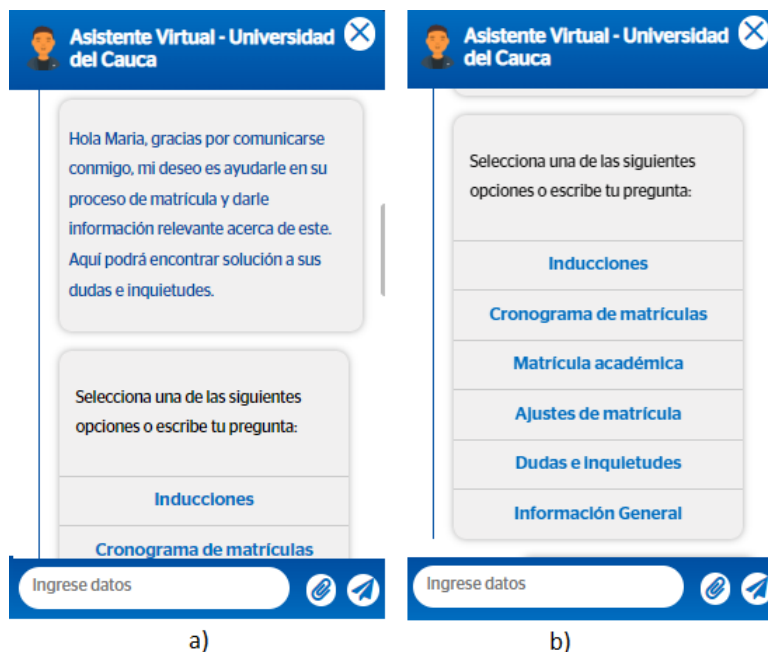 Asistente Virtual - Universidad
del Cauca
Hola Maria, gracias por comunicarse
conmigo, mi deseo es ayudarle en su
proceso de matrícula y darle
información relevante acerca de este.
Aquí podrá encontrar solución a sus
dudas e inquietudes.
Selecciona una de las siguientes
opciones o escribe tu pregunta:
Inducciones
Cronograma de matrículas
Ingrese datos
a)
Asistente Virtual - Universidad
del Cauca
Selecciona una de las siguientes
opciones o escribe tu pregunta:
Inducciones
Cronograma de matrículas
Matrícula académica
Ajustes de matrícula
Dudas e Inquietudes
Información General
Ingrese datos
b)